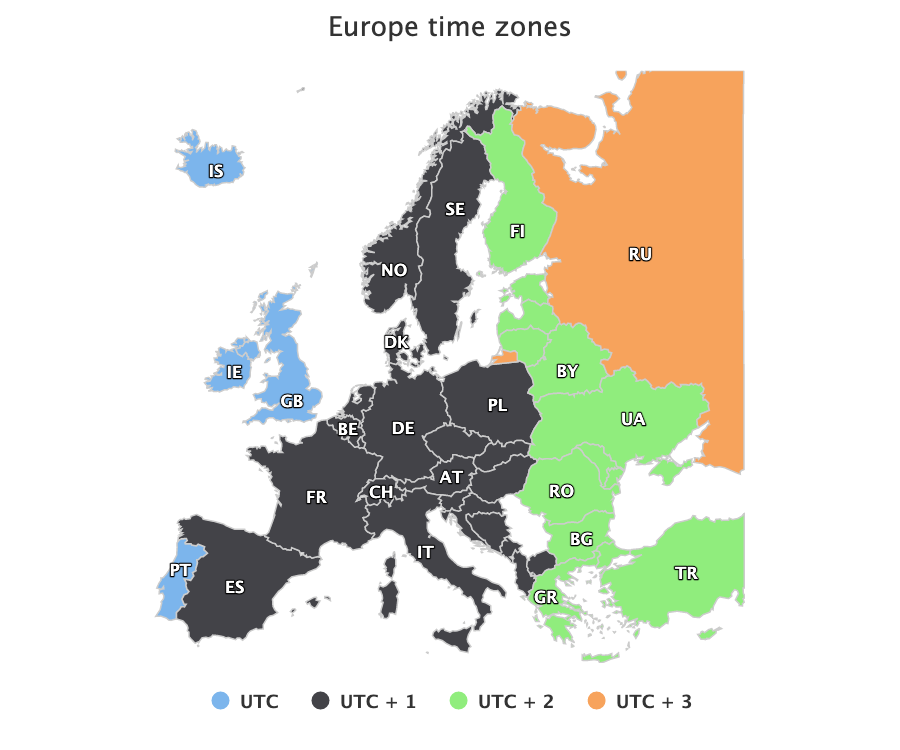 Europe time zones
IS
SE
FI
RU
NO
DK
IE
BY
GB
PL
UA
BE
DE
AT
CH
FR
RO
BG
IT
PT
ES
TR
GR
UTC
UTC + 1
UTC + 2
UTC + 3